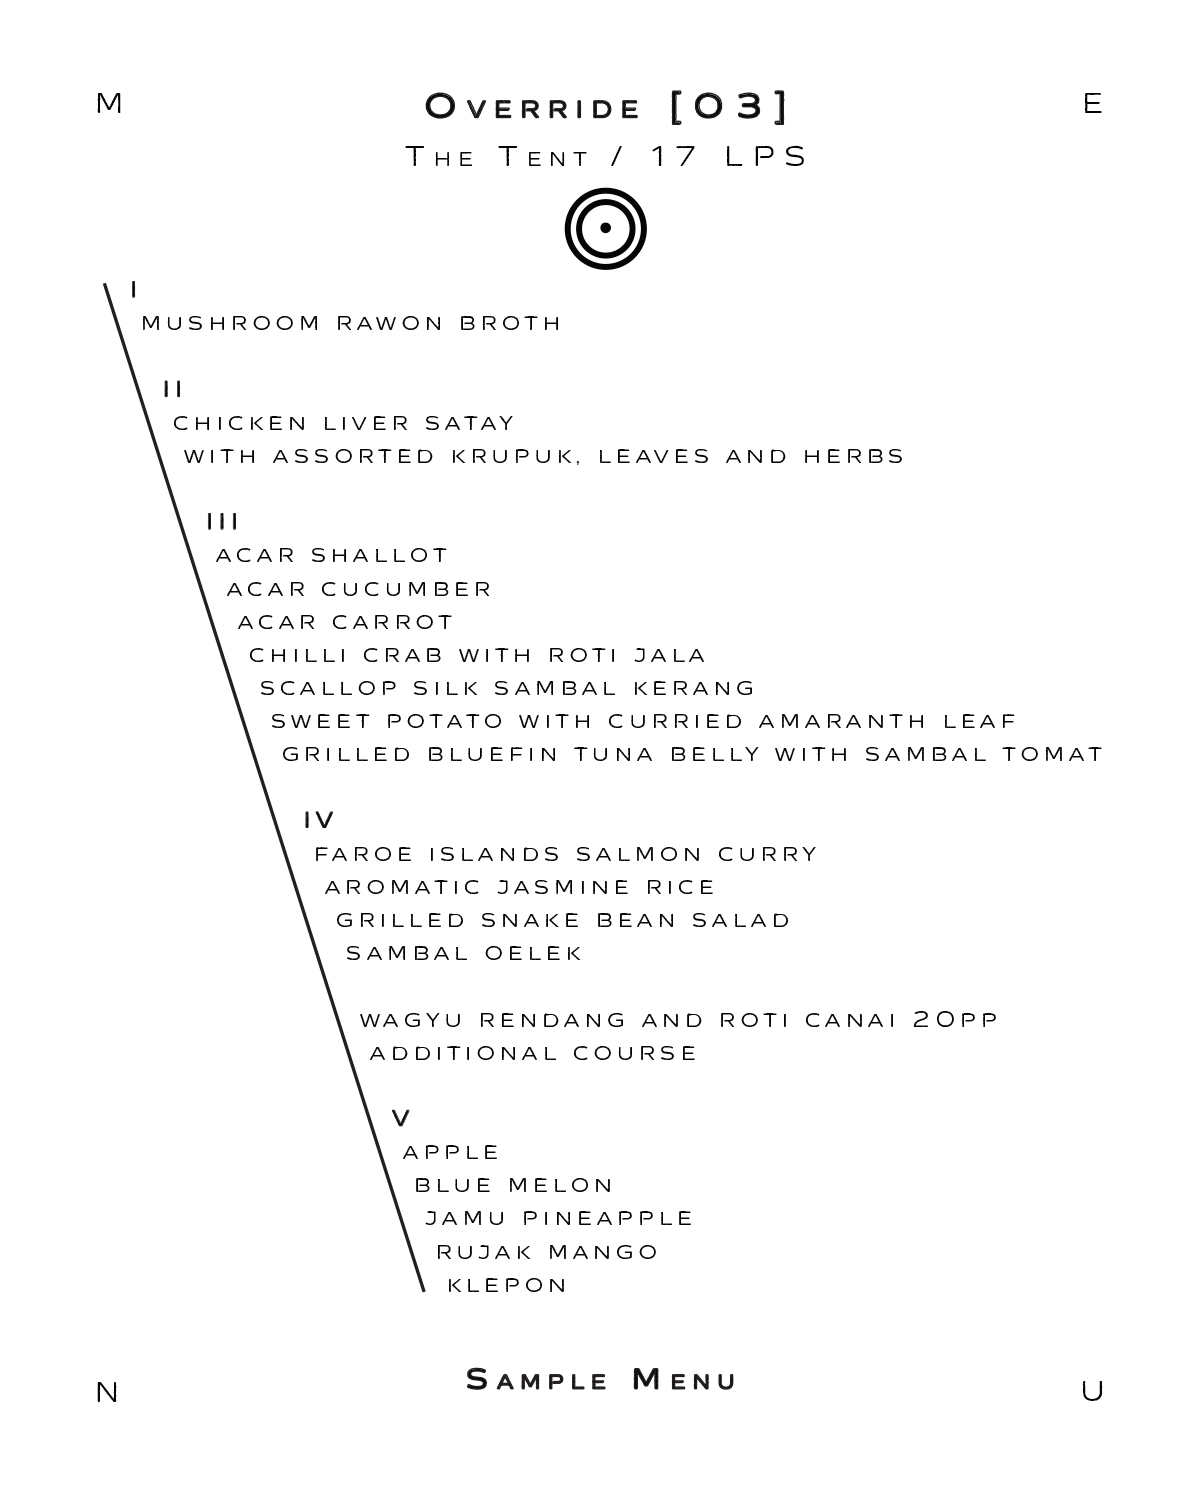 M
Override [03]
E
The Tent / 17 LPS
I
MUSHROOM RAWON BROTH
II
CHICKEN LIVER SATAY
WITH ASSORTED KRUPUK, LEAVES AND HERBS
III
ACAR SHALLOT
ACAR CUCUMBER
ACAR CARROT
CHILLI CRAB WITH ROTI JALA
SCALLOP SILK SAMBAL KERANG
SWEET POTATO WITH CURRIED AMARANTH LEAF
GRILLED BLUEFIN TUNA BELLY WITH SAMBAL TOMAT
IV
FAROE ISLANDS SALMON CURRY
AROMATIC JASMINE RICE
GRILLED SNAKE BEAN SALAD
SAMBAL OELEK
WAGYU RENDANG AND ROTI CANAI 20PP
ADDITIONAL COURSE
V
APPLE
BLUE MELON
JAMU PINEAPPLE
RUJAK MANGO
KLEPON
N
Sample Menu
U